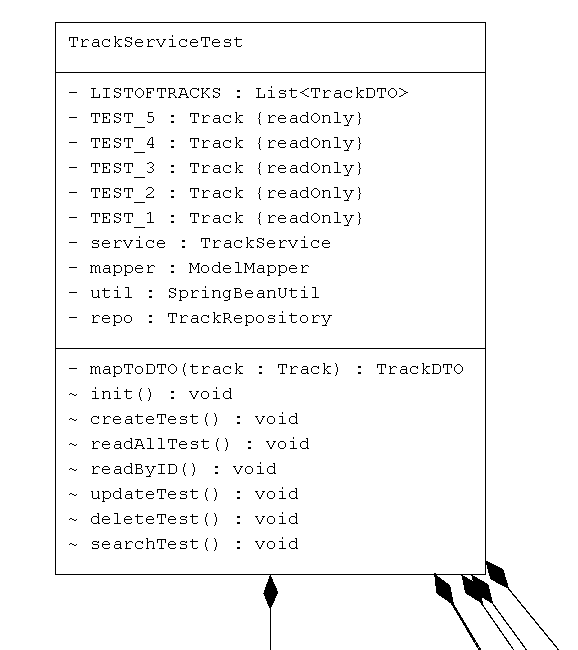 TrackServiceTest
- LISTOFTRACKS : List<TrackDTO>
- TEST_5 : Track {readOnly}
- TEST_4 : Track {readOnly}
- TEST_3 : Track {readOnly}
- TEST_2 : Track {readOnly}
- TEST_1 : Track {readOnly}
- service : TrackService
- mapper : ModelMapper
- util : SpringBeanUtil
- repo : TrackRepository
- mapToDTO(track : Track) : TrackDTO
~ init() : void
~ createTest() : void
~ readAllTest() : void
~ readByID() : void
~ updateTest() : void
~ deleteTest() : void
~ searchTest() : void